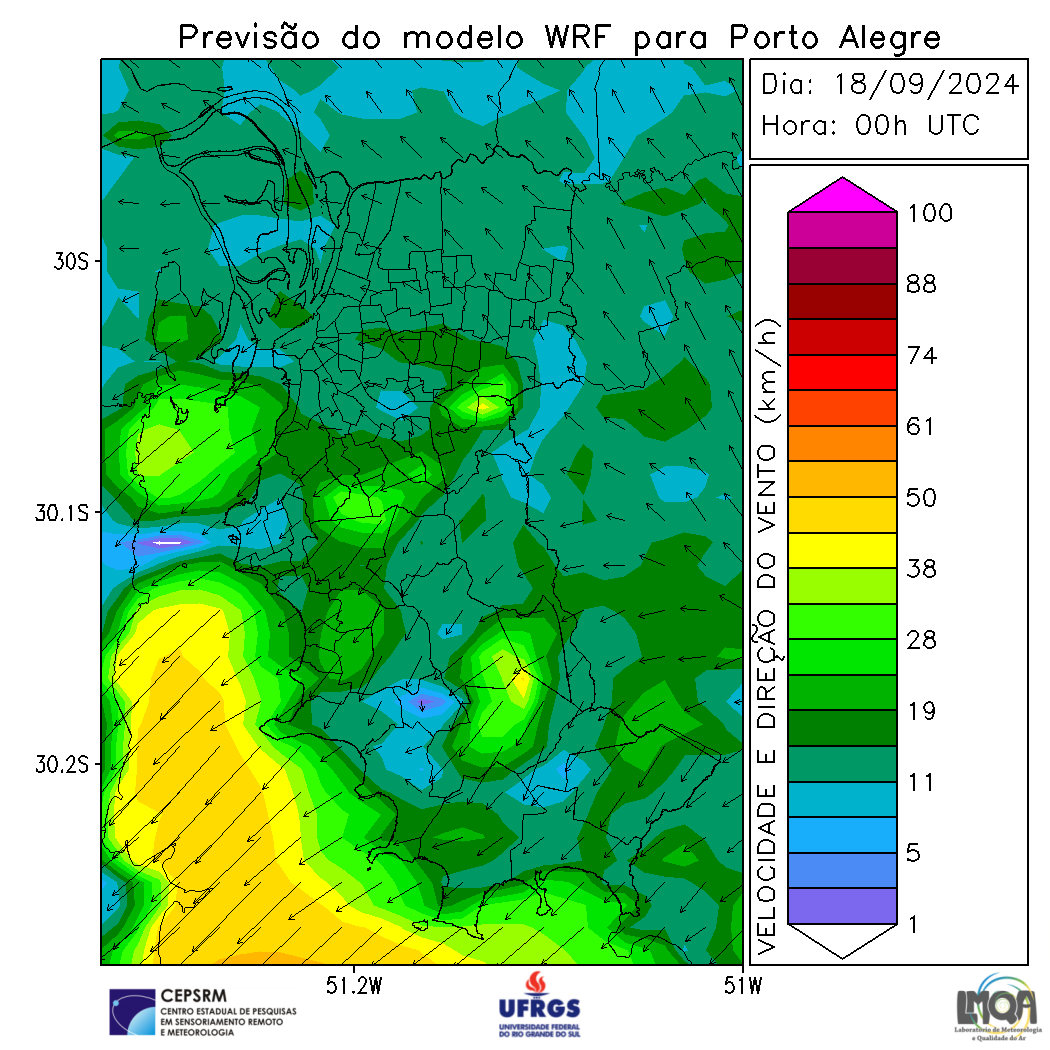 Previsão do modelo WRF para Porto Alegre
Dia: 18/09/2024
Hora: 00h UTC
30S
30.1S
30.2S
51.2W
51W
VELOCIDADE E DIREÇÃO DO VENTO (km/h)
100
88
74
61
50
38
28
19
11
5
1
CEPSRM
CENTRO ESTADUAL DE PESQUISAS
EM SENSORIAMENTO REMOTO
E METEOROLOGIA
UFRGS
UNIVERSIDADE FEDERAL
DO RIO GRANDE DO SUL
LMQA
Laboratório de Meteorologia
e Qualidade do Ar